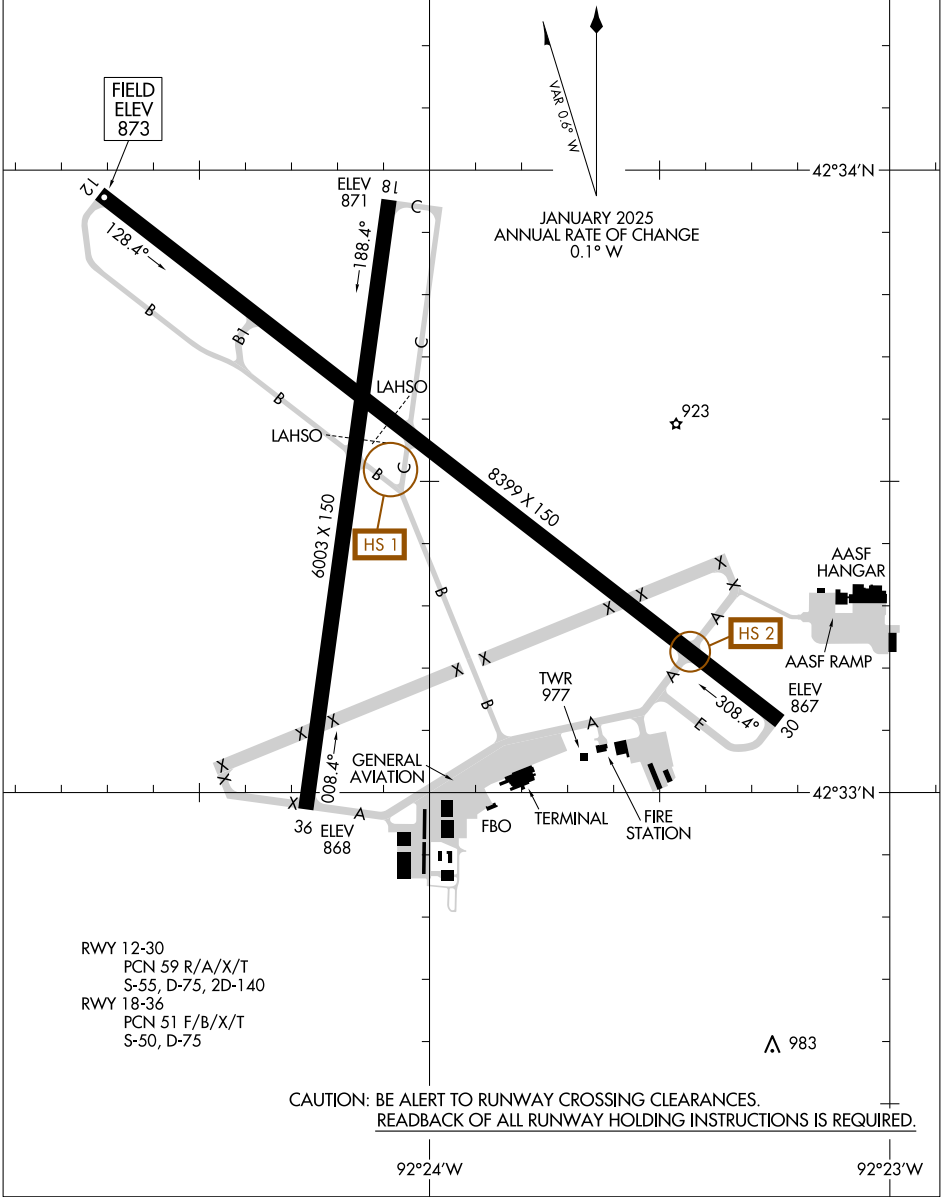 VAR 0.6° W
FIELD
ELEV
873
42°34'N
12
ELEV
871
18
C
JANUARY 2025
ANNUAL RATE OF CHANGE
0.1° W
128.4°
188.4°
B
B1
C
LAHSO
B
923
LAHSO
B
C
8399 X 150
6003 X 150
HS 1
AASF
HANGAR
X
X
X
X
B
A
HS 2
AASF RAMP
X
X
A
TWR
977
ELEV
867
308.4°
30
E
B
A
X
X
X
X
008.4°
GENERAL
AVIATION
42°33'N
X
36
ELEV
868
A
FBO
TERMINAL
FIRE
STATION
RWY 12-30
PCN 59 R/A/X/T
S-55, D-75, 2D-140
RWY 18-36
PCN 51 F/B/X/T
S-50, D-75
983
CAUTION: BE ALERT TO RUNWAY CROSSING CLEARANCES.
READBACK OF ALL RUNWAY HOLDING INSTRUCTIONS IS REQUIRED.
92°24'W
92°23'W